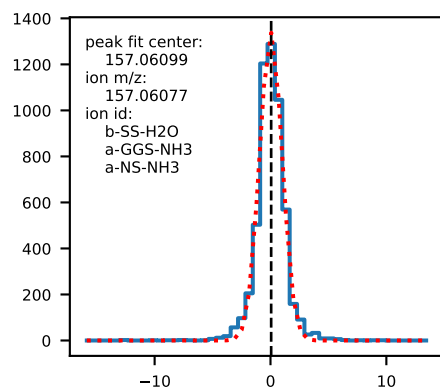 1400
1200
1000
800
600
400
200
0
peak fit center:
157.06099
ion m/z:
157.06077
ion id:
b-SS-H2O
a-GGS-NH3
a-NS-NH3
−10
0
10